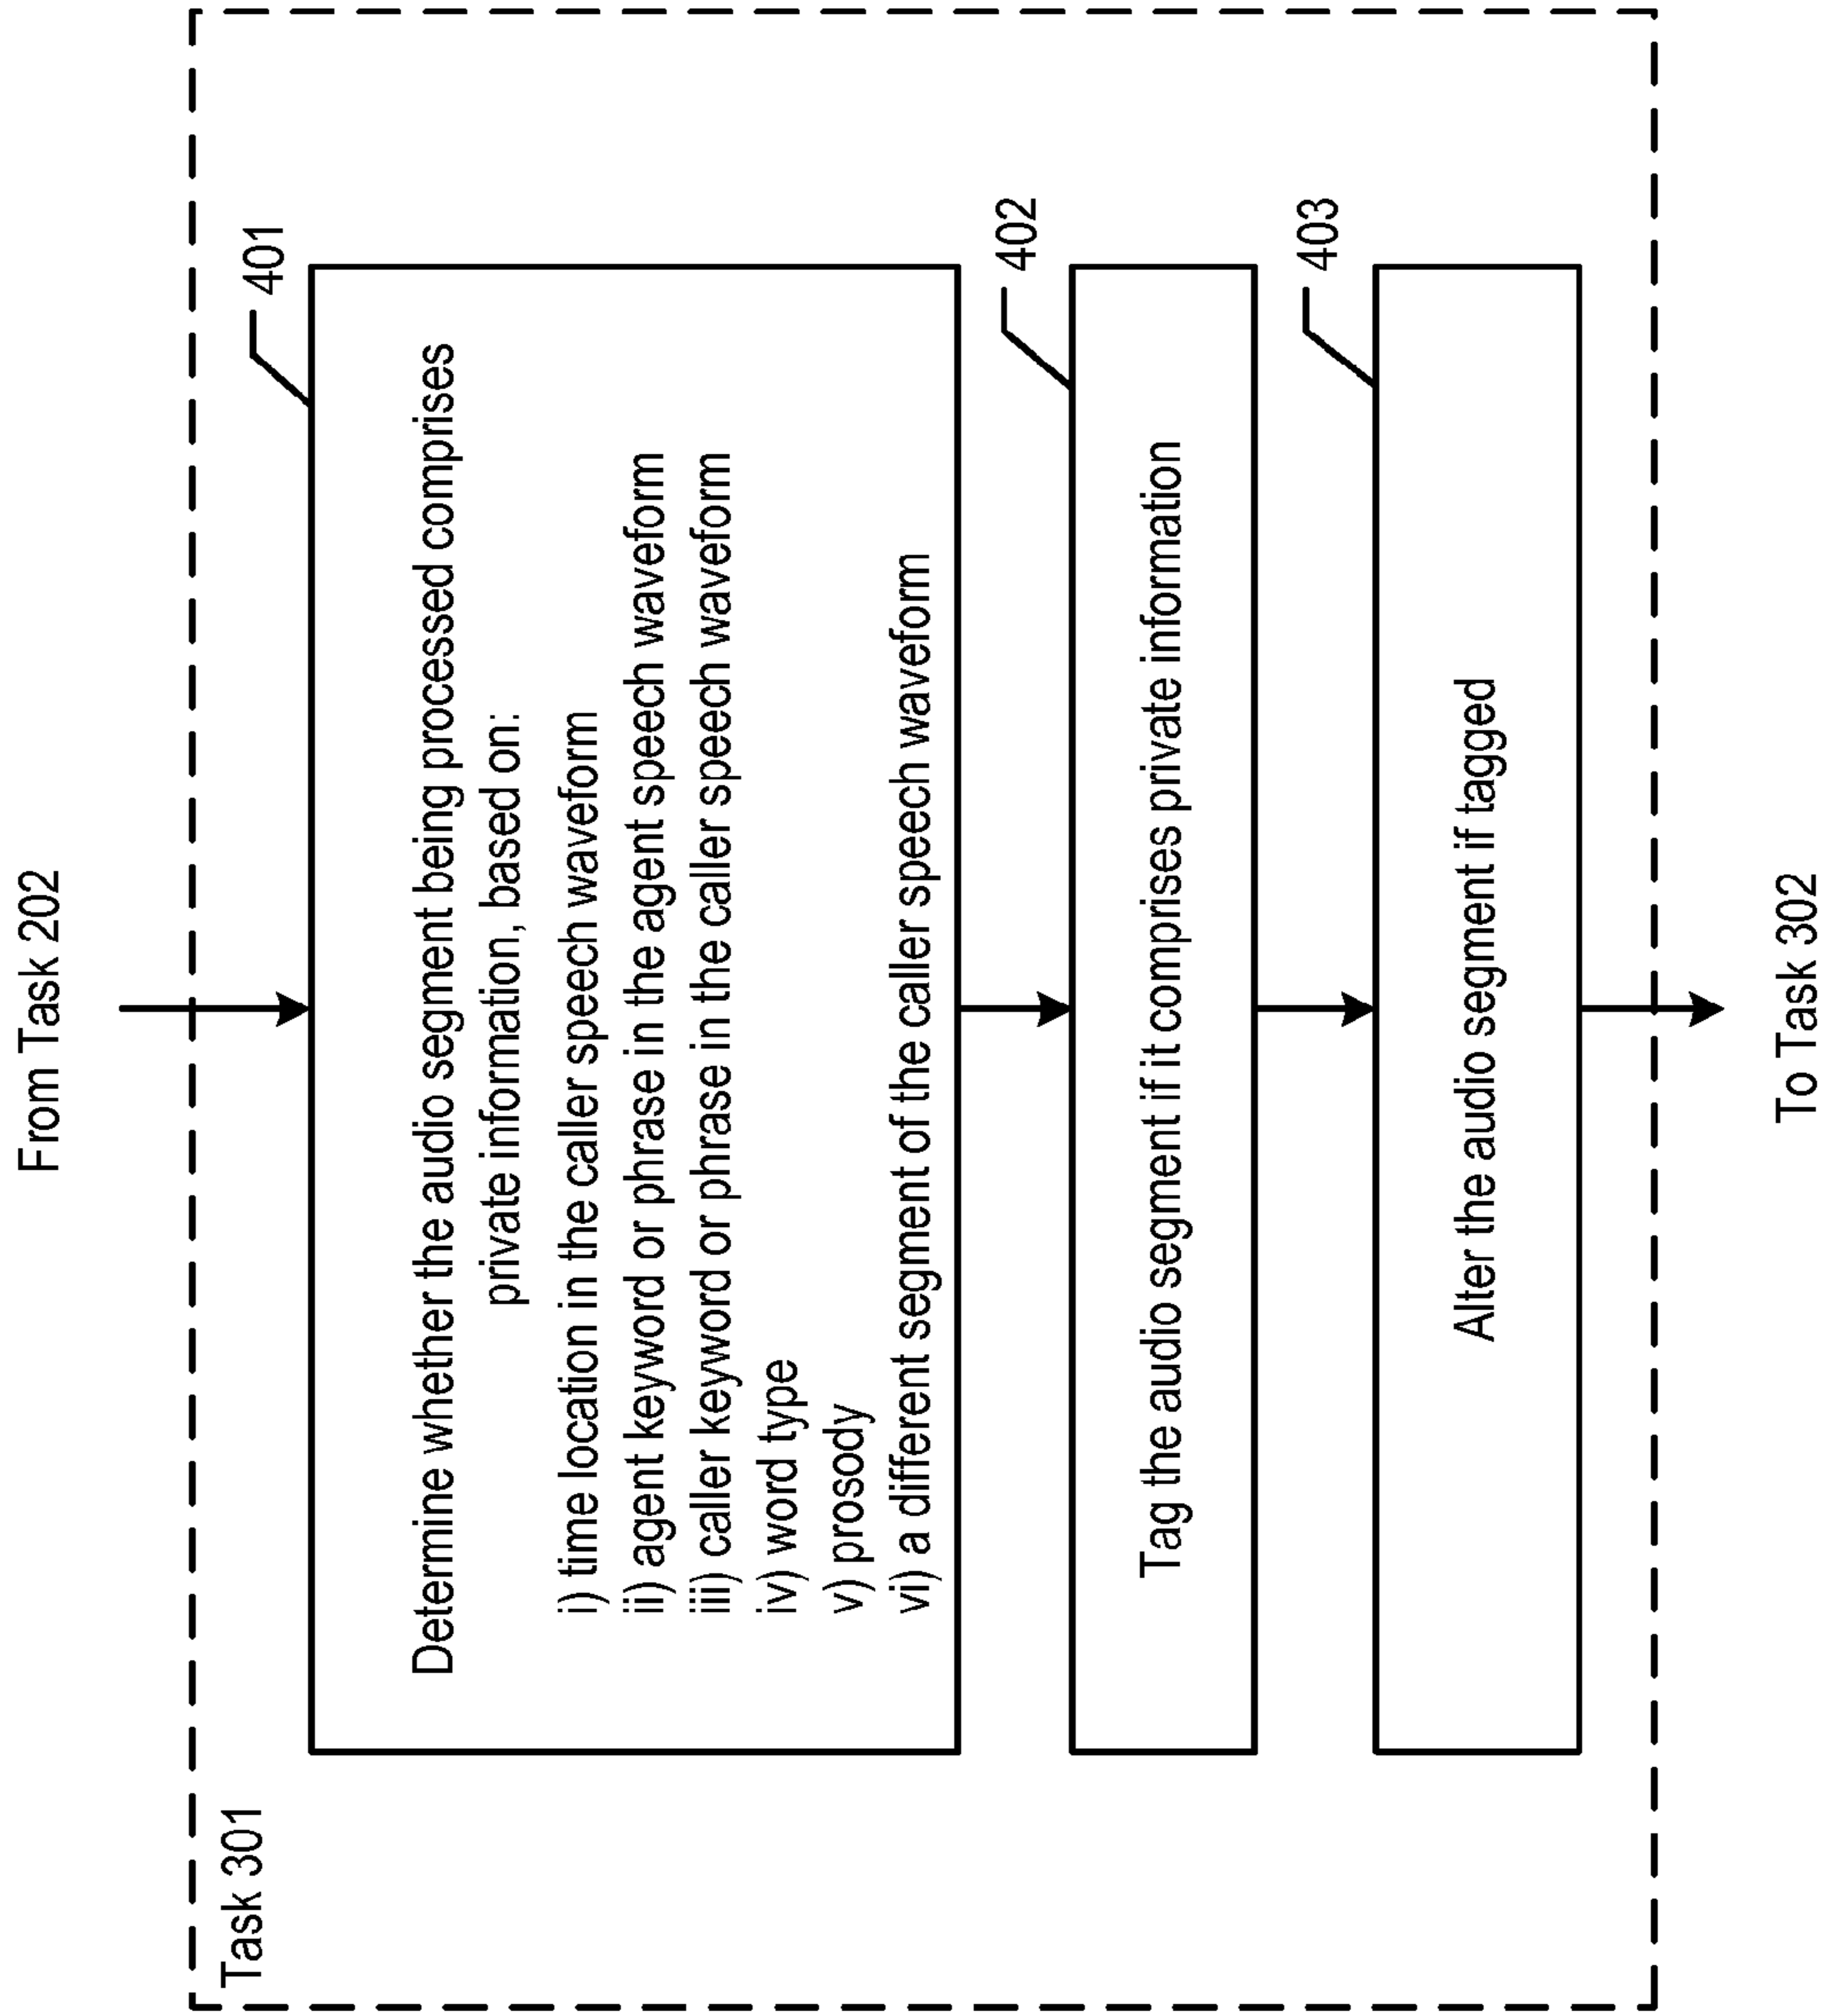 From Task 202
Task 301
401
Determine whether the audio segment being processed comprises
private information, based on:
i) time location in the caller speech waveform
ii) agent keyword or phrase in the agent speech waveform
iii) caller keyword or phrase in the caller speech waveform
iv) word type
v) prosody
vi) a different segment of the caller speech waveform
402
Tag the audio segment if it comprises private information
403
Alter the audio segment if tagged
To Task 302